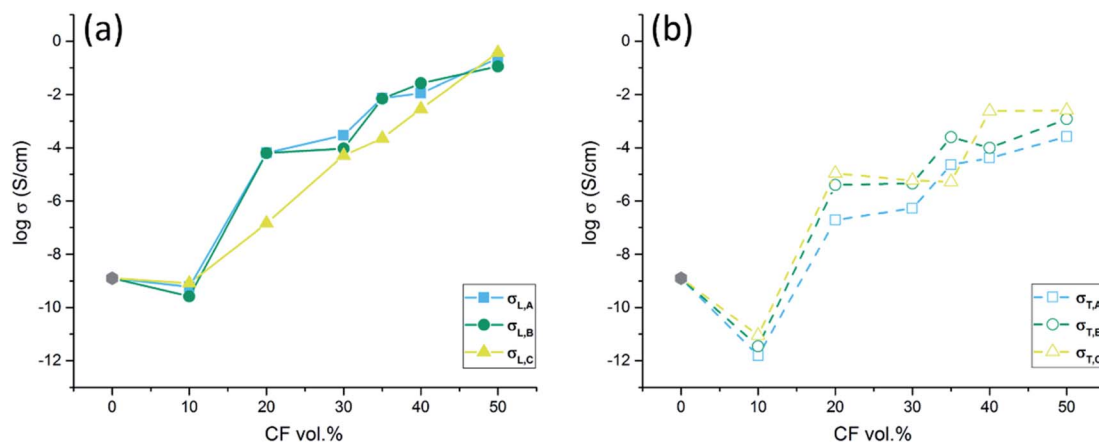 (a)
log σ (S/cm)
0
-2
-4
-6
-8
-10
-12
0 10 20 30 40 50
CF vol.%
σL,A
σL,B
σL,C
(b)
log σ (S/cm)
0
-2
-4
-6
-8
-10
-12
0 10 20 30 40 50
CF vol.%
σT,A
σT,B
σT,C